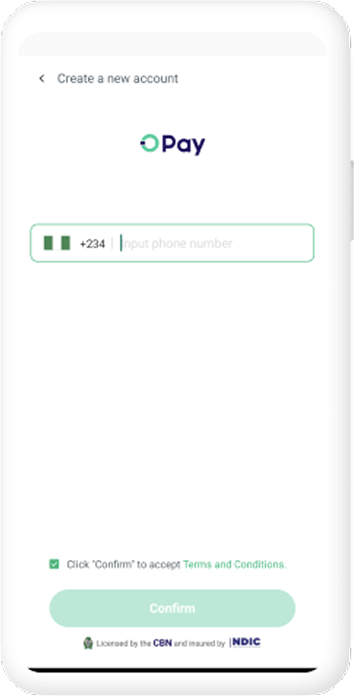 Create a new account
OPay
+234 Input phone number
Click "Confirm" to accept Terms and Conditions.
Confirm
Licensed by the CBN and insured by NDIC